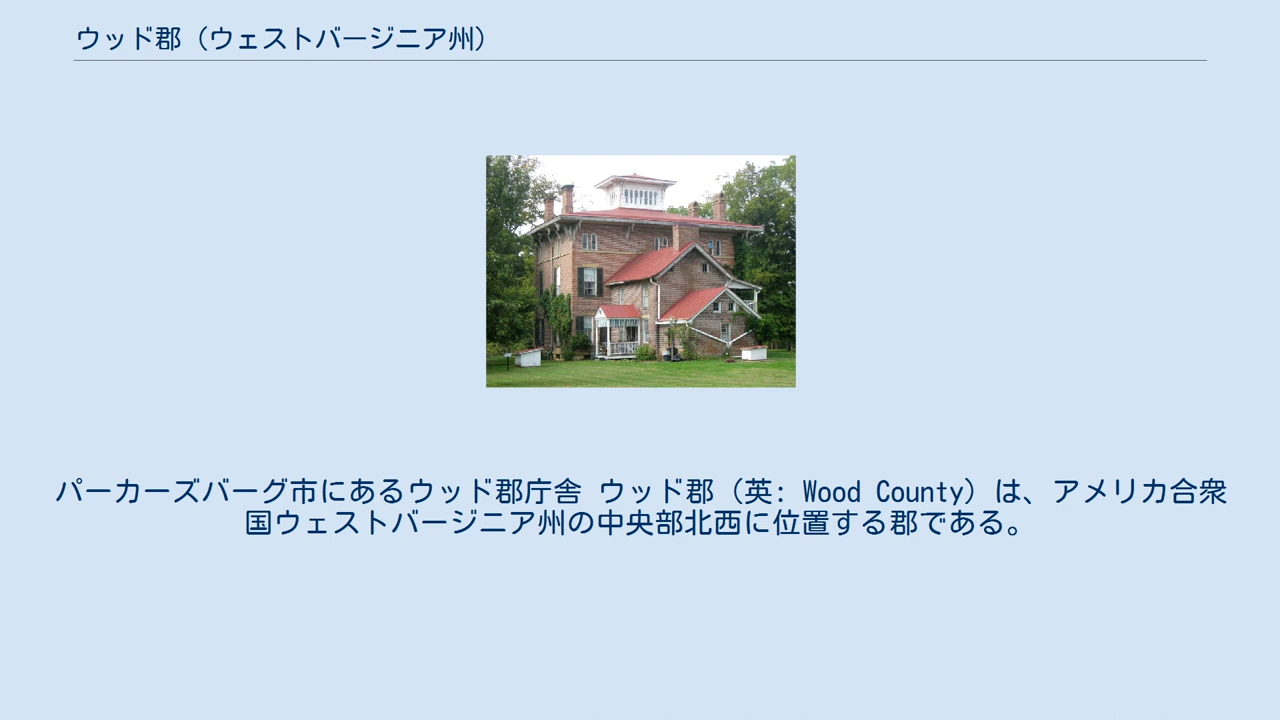 ウッド郡（ウェストバージニア州）
パーカーズバーグ市にあるウッド郡庁舎 ウッド郡（英: Wood County）は、アメリカ合衆
国ウェストバージニア州の中央部北西に位置する郡である。